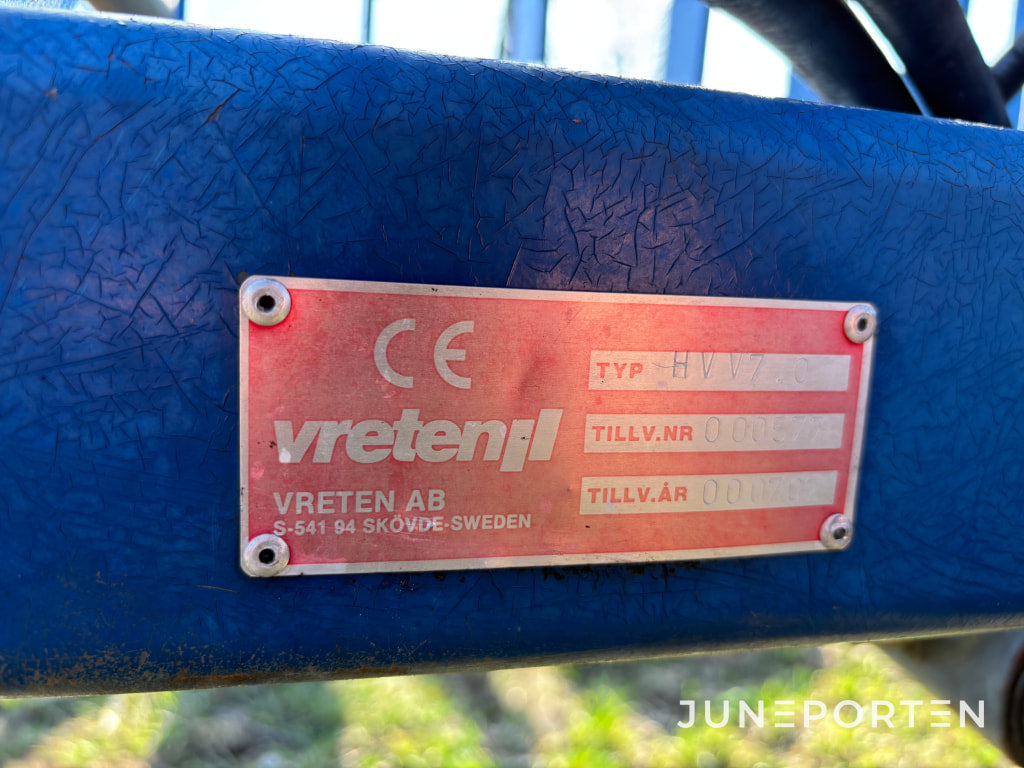 CE
vreten
VRETEN AB
S-541 94 SKÖVDE-SWEDEN
TYP HVV7.0
TILLV.NR
TILLV.ÅR
JUNEPORTEN